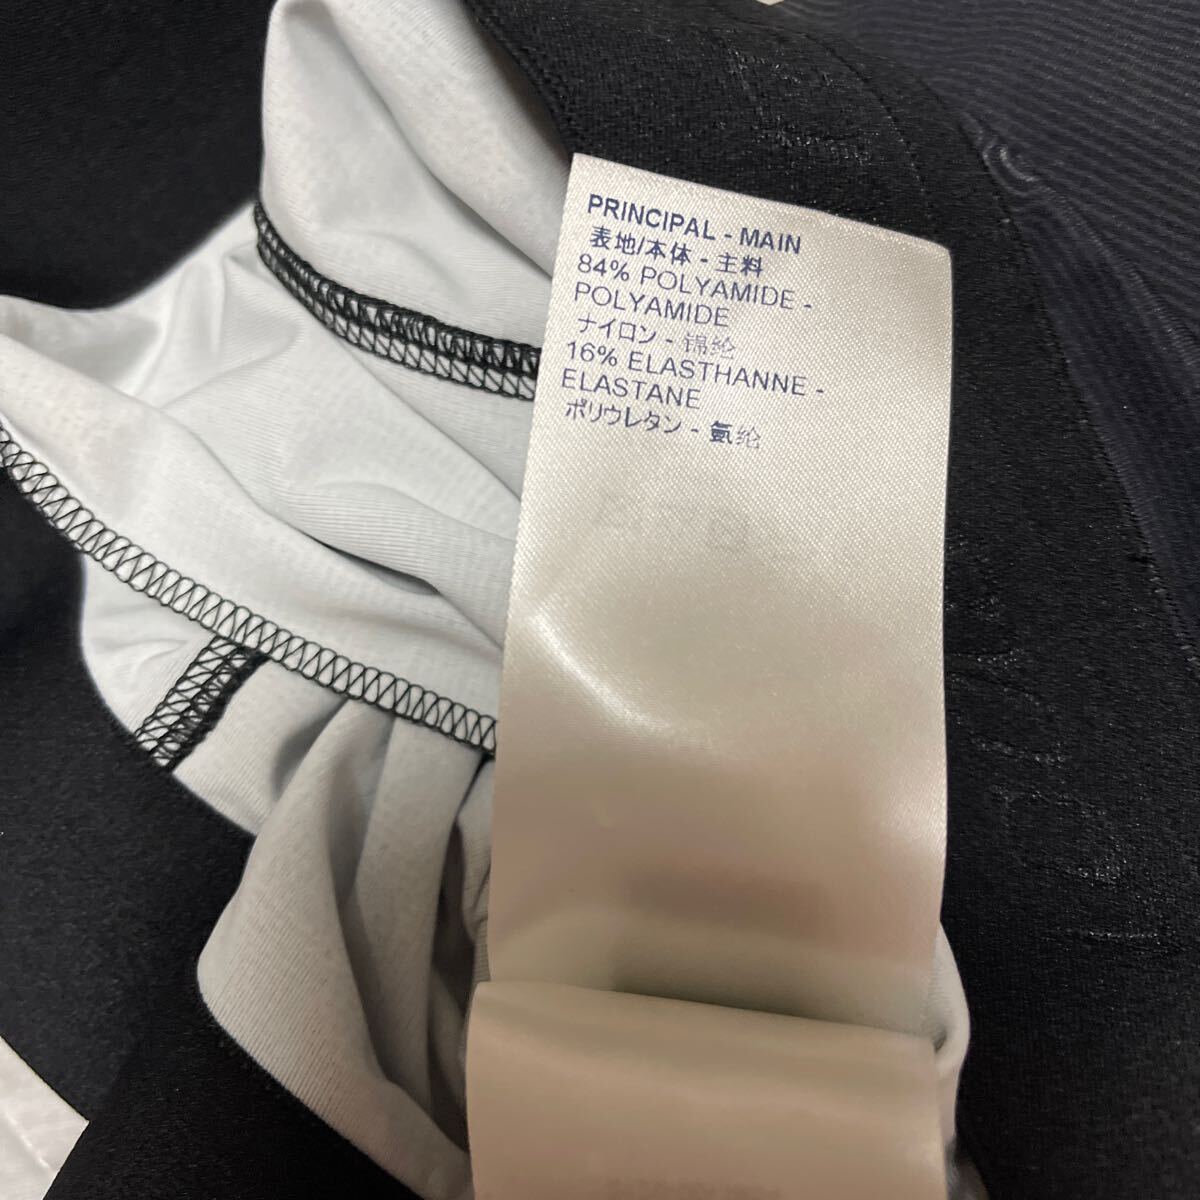 PRINCIPAL - MAIN
表地/本体 - 主料
84% POLYAMIDE -
POLYAMIDE
ナイロン - 锦纶
16% ELASTHANNE -
ELASTANE
ポリウレタン - 氨纶